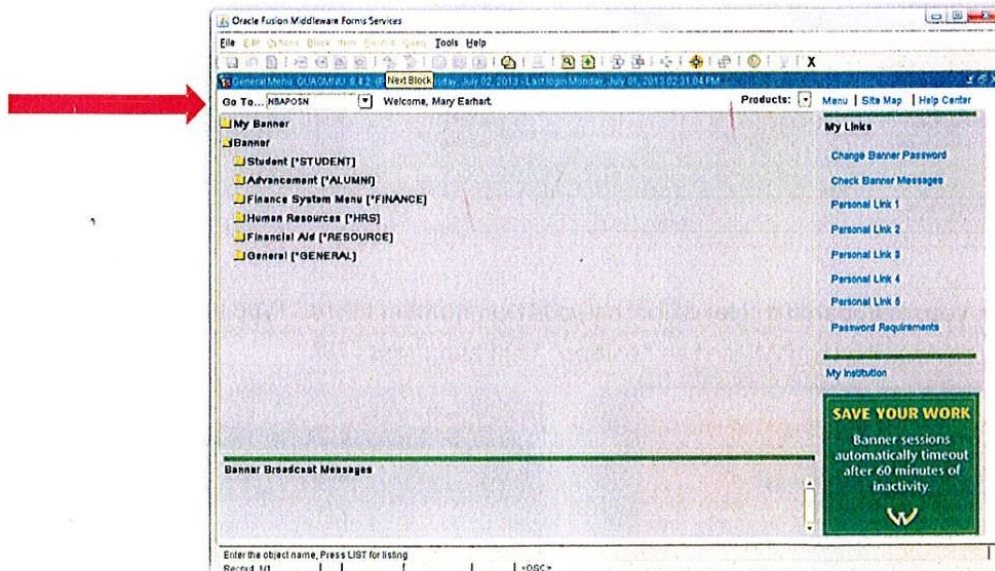 Oracle Fusion Middleware Forms Services
File Edit Options Block Item Record Query Tools Help
X
General Menu GUAGMNU 8.4.2 Next Block July 02, 2013 - Last login Monday, July 01, 2013 02:31:04 PM
Go To... NBAPOSN Welcome, Mary Earhart. Products: Menu | Site Map | Help Center
My Banner
Banner
Student [*STUDENT]
Advancement [*ALUMNI]
Finance System Menu [*FINANCE]
Human Resources [*HRS]
Financial Aid [*RESOURCE]
General [*GENERAL]
My Links
Change Banner Password
Check Banner Messages
Personal Link 1
Personal Link 2
Personal Link 3
Personal Link 4
Personal Link 5
Password Requirements
My Institution
SAVE YOUR WORK
Banner sessions
automatically timeout
after 60 minutes of
inactivity.
W
Banner Broadcast Messages
Enter the object name, Press LIST for listing
Record: 1/1 <OSC>